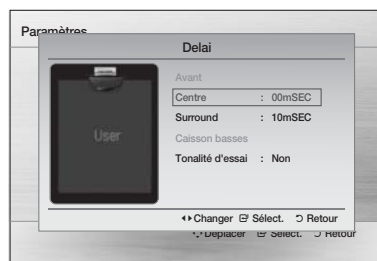 Paramètres
Delai
Avant
Centre : 00mSEC
Surround : 10mSEC
Caisson basses
Tonalité d'essai : Non
User
Changer Sélect. Retour
Déplacer Sélect. Retour